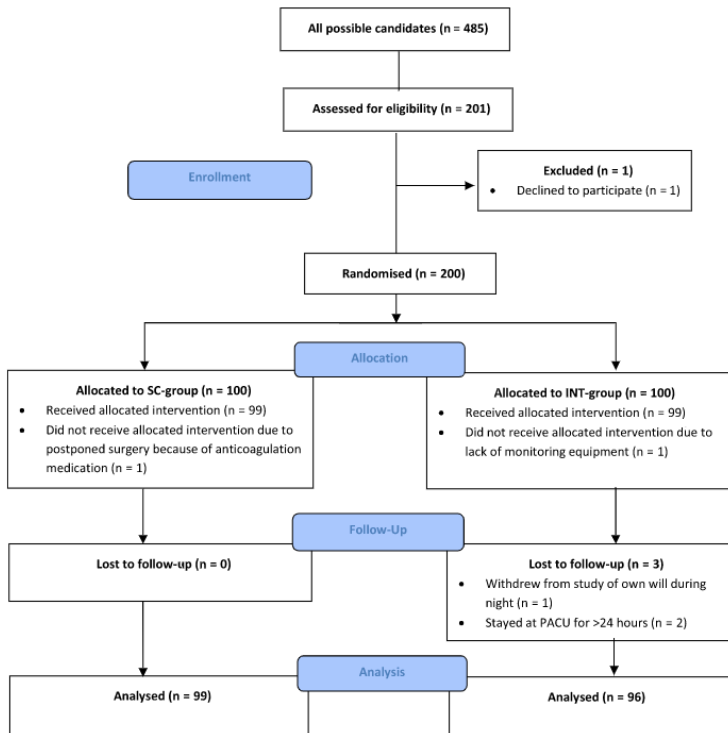 All possible candidates (n = 485)
Assessed for eligibility (n = 201)
Enrollment
Excluded (n = 1)
• Declined to participate (n = 1)
Randomised (n = 200)
Allocation
Allocated to SC-group (n = 100)
• Received allocated intervention (n = 99)
• Did not receive allocated intervention due to
postponed surgery because of anticoagulation
medication (n = 1)
Allocated to INT-group (n = 100)
• Received allocated intervention (n = 99)
• Did not receive allocated intervention due to
lack of monitoring equipment (n = 1)
Follow-Up
Lost to follow-up (n = 0)
Lost to follow-up (n = 3)
• Withdrew from study of own will during
night (n = 1)
• Stayed at PACU for >24 hours (n = 2)
Analysis
Analysed (n = 99)
Analysed (n = 96)